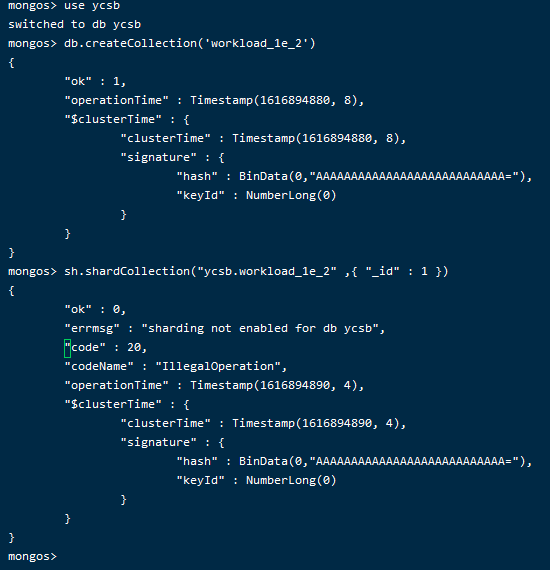 mongos> use ycsb
switched to db ycsb
mongos> db.createCollection('workload_1e_2')
{
        "ok" : 1,
        "operationTime" : Timestamp(1616894880, 8),
        "$clusterTime" : {
                "clusterTime" : Timestamp(1616894880, 8),
                "signature" : {
                        "hash" : BinData(0,"AAAAAAAAAAAAAAAAAAAAAAAAAAA="),
                        "keyId" : NumberLong(0)
                }
        }
}
mongos> sh.shardCollection("ycsb.workload_1e_2" ,{ "_id" : 1 })
{
        "ok" : 0,
        "errmsg" : "sharding not enabled for db ycsb",
        "code" : 20,
        "codeName" : "IllegalOperation",
        "operationTime" : Timestamp(1616894890, 4),
        "$clusterTime" : {
                "clusterTime" : Timestamp(1616894890, 4),
                "signature" : {
                        "hash" : BinData(0,"AAAAAAAAAAAAAAAAAAAAAAAAAAA="),
                        "keyId" : NumberLong(0)
                }
        }
}
mongos>